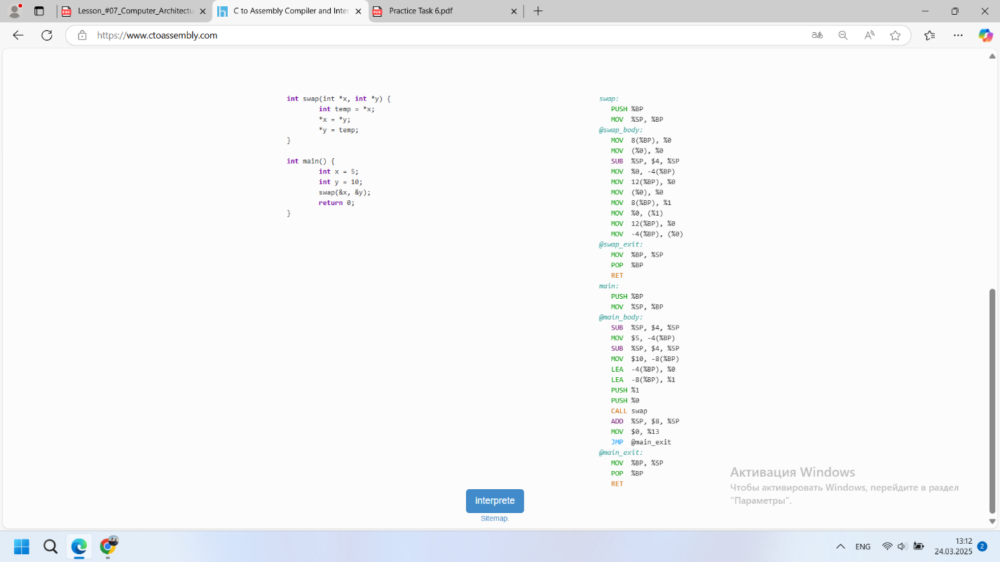 Lesson_#07_Computer_Architectu
C to Assembly Compiler and Inter
Practice Task 6.pdf
https://www.ctoassembly.com
int swap(int *x, int *y) {
int temp = *x;
*x = *y;
*y = temp;
}
int main() {
int x = 5;
int y = 10;
swap(&x, &y);
return 0;
}
swap:
PUSH %BP
MOV %SP, %BP
@swap_body:
MOV 8(%BP), %0
MOV (%0), %0
SUB %SP, $4, %SP
MOV %0, -4(%BP)
MOV 12(%BP), %0
MOV (%0), %0
MOV 8(%BP), %1
MOV %0, (%1)
MOV 12(%BP), %0
MOV -4(%BP), (%0)
@swap_exit:
MOV %BP, %SP
POP %BP
RET
main:
PUSH %BP
MOV %SP, %BP
@main_body:
SUB %SP, $4, %SP
MOV $5, -4(%BP)
SUB %SP, $4, %SP
MOV $10, -8(%BP)
LEA -4(%BP), %0
LEA -8(%BP), %1
PUSH %1
PUSH %0
CALL swap
ADD %SP, $8, %SP
MOV $0, %13
JMP @main_exit
@main_exit:
MOV %BP, %SP
POP %BP
RET
interprete
Sitemap.
Активация Windows
Чтобы активировать Windows, перейдите в раздел
"Параметры".
ENG
13:12
24.03.2025
2